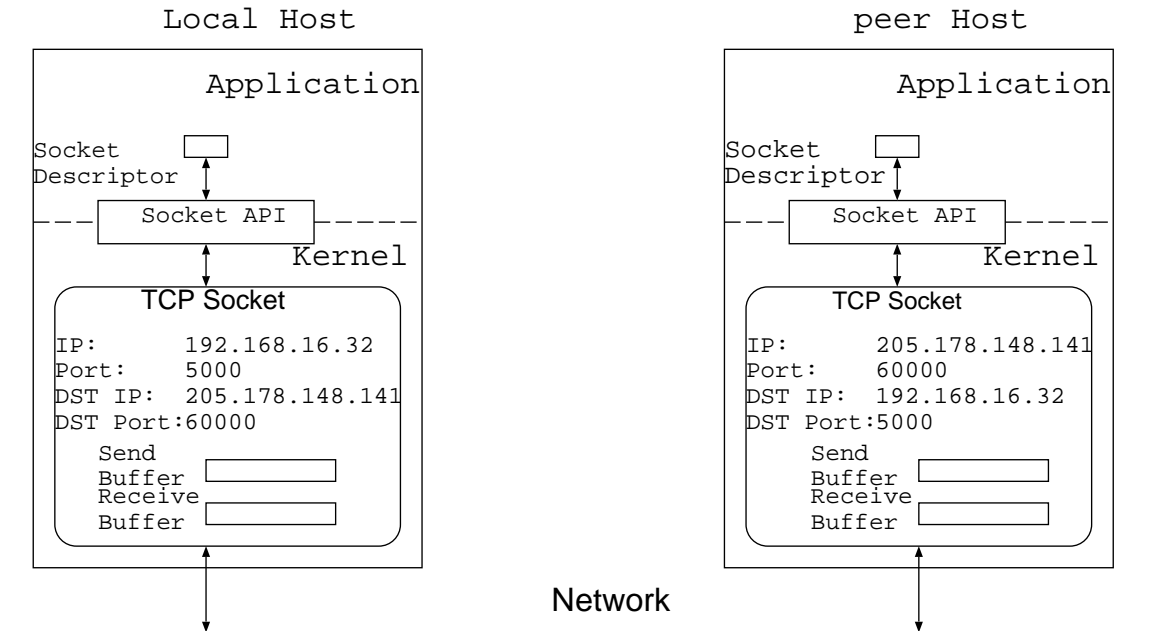 Local Host
Application
Socket
Descriptor
Socket API
Kernel
TCP Socket
IP: 192.168.16.32
Port: 5000
DST IP: 205.178.148.141
DST Port:60000
Send
Buffer
Receive
Buffer
peer Host
Application
Socket
Descriptor
Socket API
Kernel
TCP Socket
IP: 205.178.148.141
Port: 60000
DST IP: 192.168.16.32
DST Port:5000
Send
Buffer
Receive
Buffer
Network